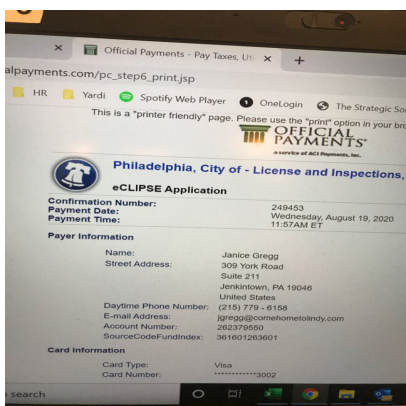 Official Payments - Pay Taxes, Uti
alpayments.com/pc_step6_print.jsp
HR Yardi Spotify Web Player OneLogin The Strategic So
This is a "printer friendly" page. Please use the "print" option in your bro
OFFICIAL
PAYMENTS
a service of ACI Payments, Inc.
Philadelphia, City of - License and Inspections,
eCLIPSE Application
Confirmation Number: 249453
Payment Date: Wednesday, August 19, 2020
Payment Time: 11:57AM ET
Payer Information
Name: Janice Gregg
Street Address: 309 York Road
Suite 211
Jenkintown, PA 19046
United States
Daytime Phone Number: (215) 779 - 6158
E-mail Address: jgregg@comehometolindy.com
Account Number: 262379550
SourceCodeFundIndex: 361601263601
Card Information
Card Type: Visa
Card Number: ************3002
search